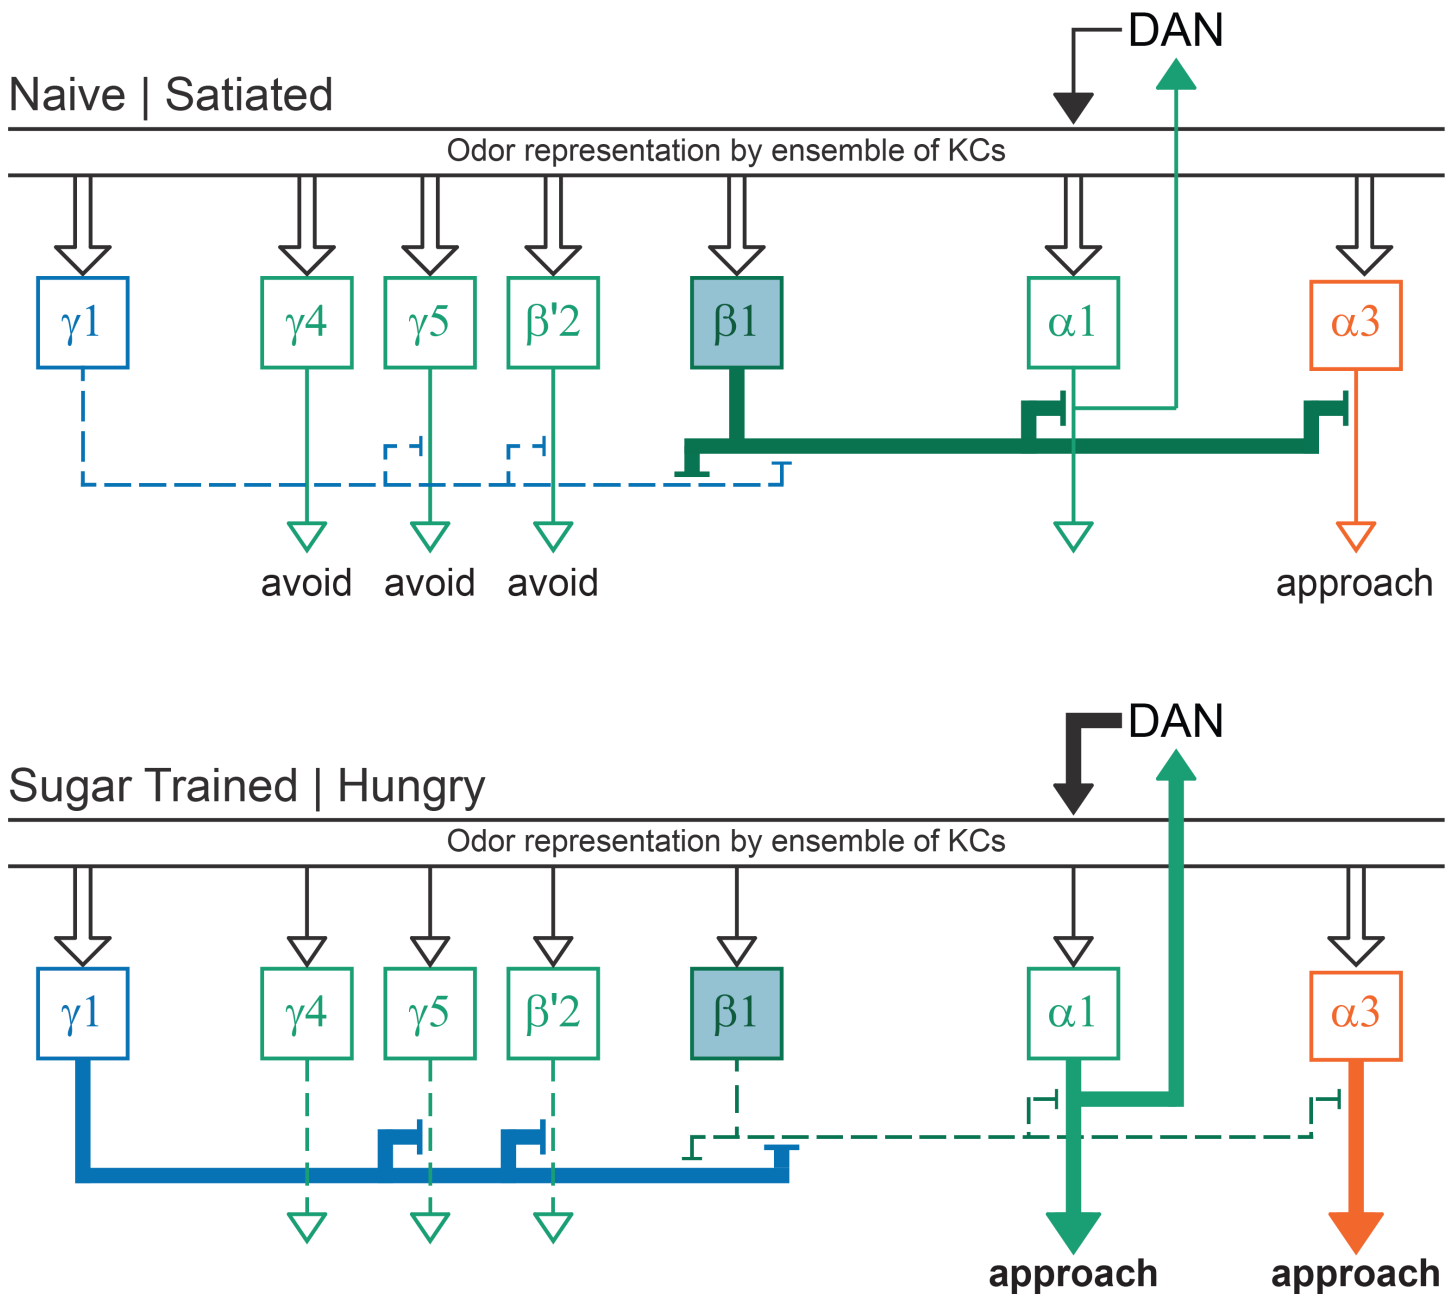 DAN
Naive | Satiated
Odor representation by ensemble of KCs
γ1 γ4 γ5 β'2 β1 α1 α3
avoid avoid avoid approach
DAN
Sugar Trained | Hungry
Odor representation by ensemble of KCs
γ1 γ4 γ5 β'2 β1 α1 α3
approach approach